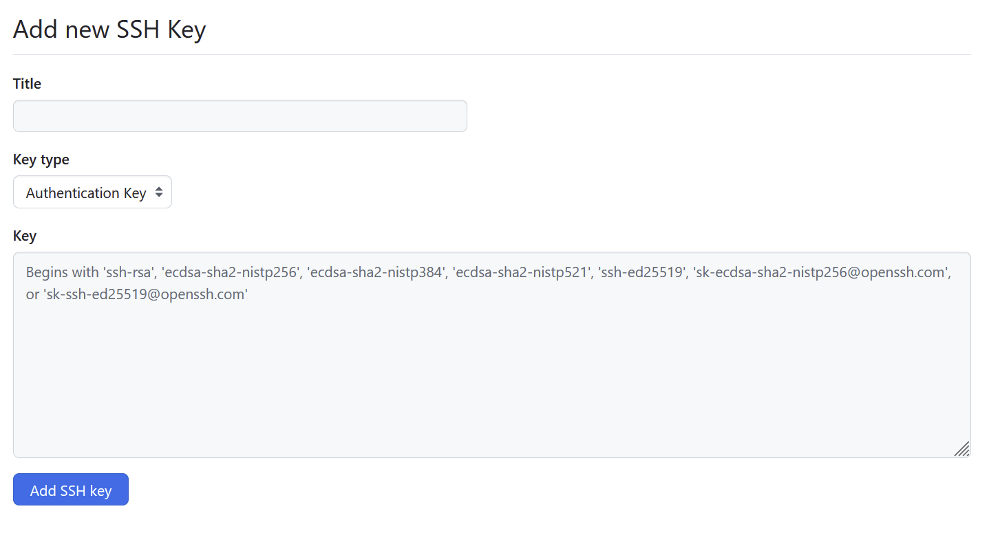 Add new SSH Key
Title
Key type
Authentication Key
Key
Begins with 'ssh-rsa', 'ecdsa-sha2-nistp256', 'ecdsa-sha2-nistp384', 'ecdsa-sha2-nistp521', 'ssh-ed25519', 'sk-ecdsa-sha2-nistp256@openssh.com',
or 'sk-ssh-ed25519@openssh.com'
Add SSH key